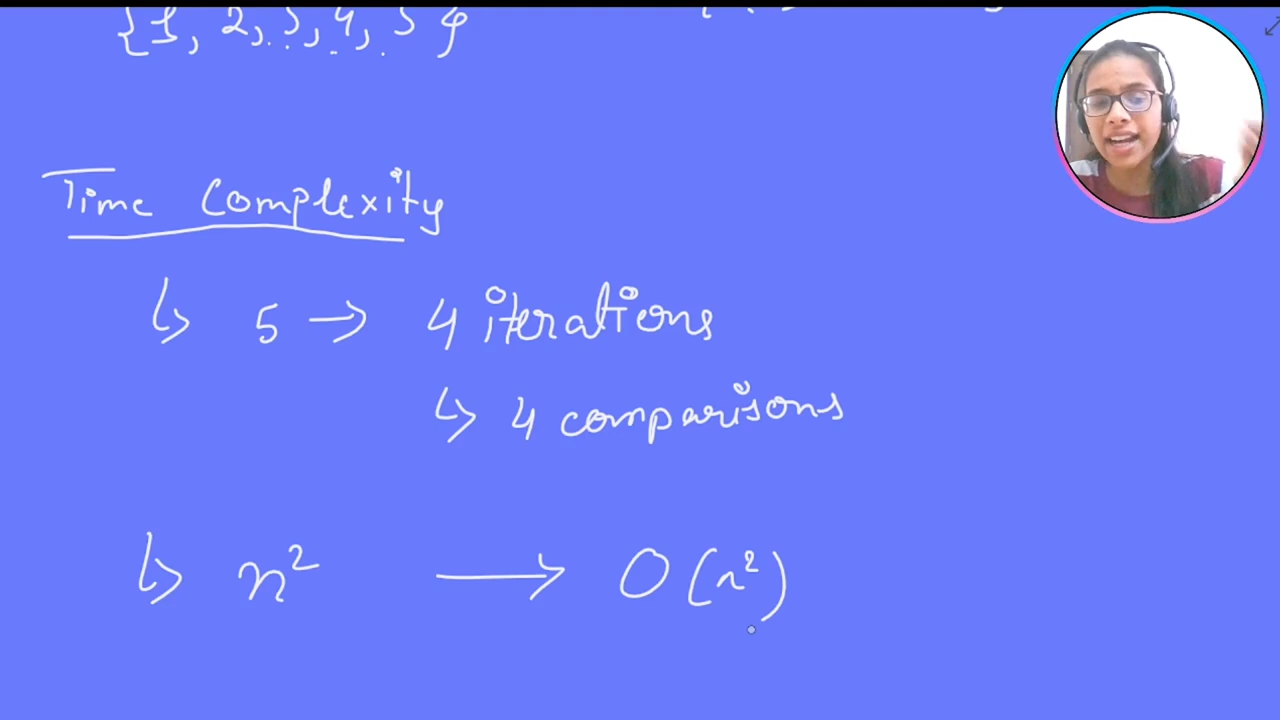 {1, 2, 3, 4, 5}
Time Complexity
↳ 5 → 4 iterations
↳ 4 comparisons
↳ n² → O(n²)